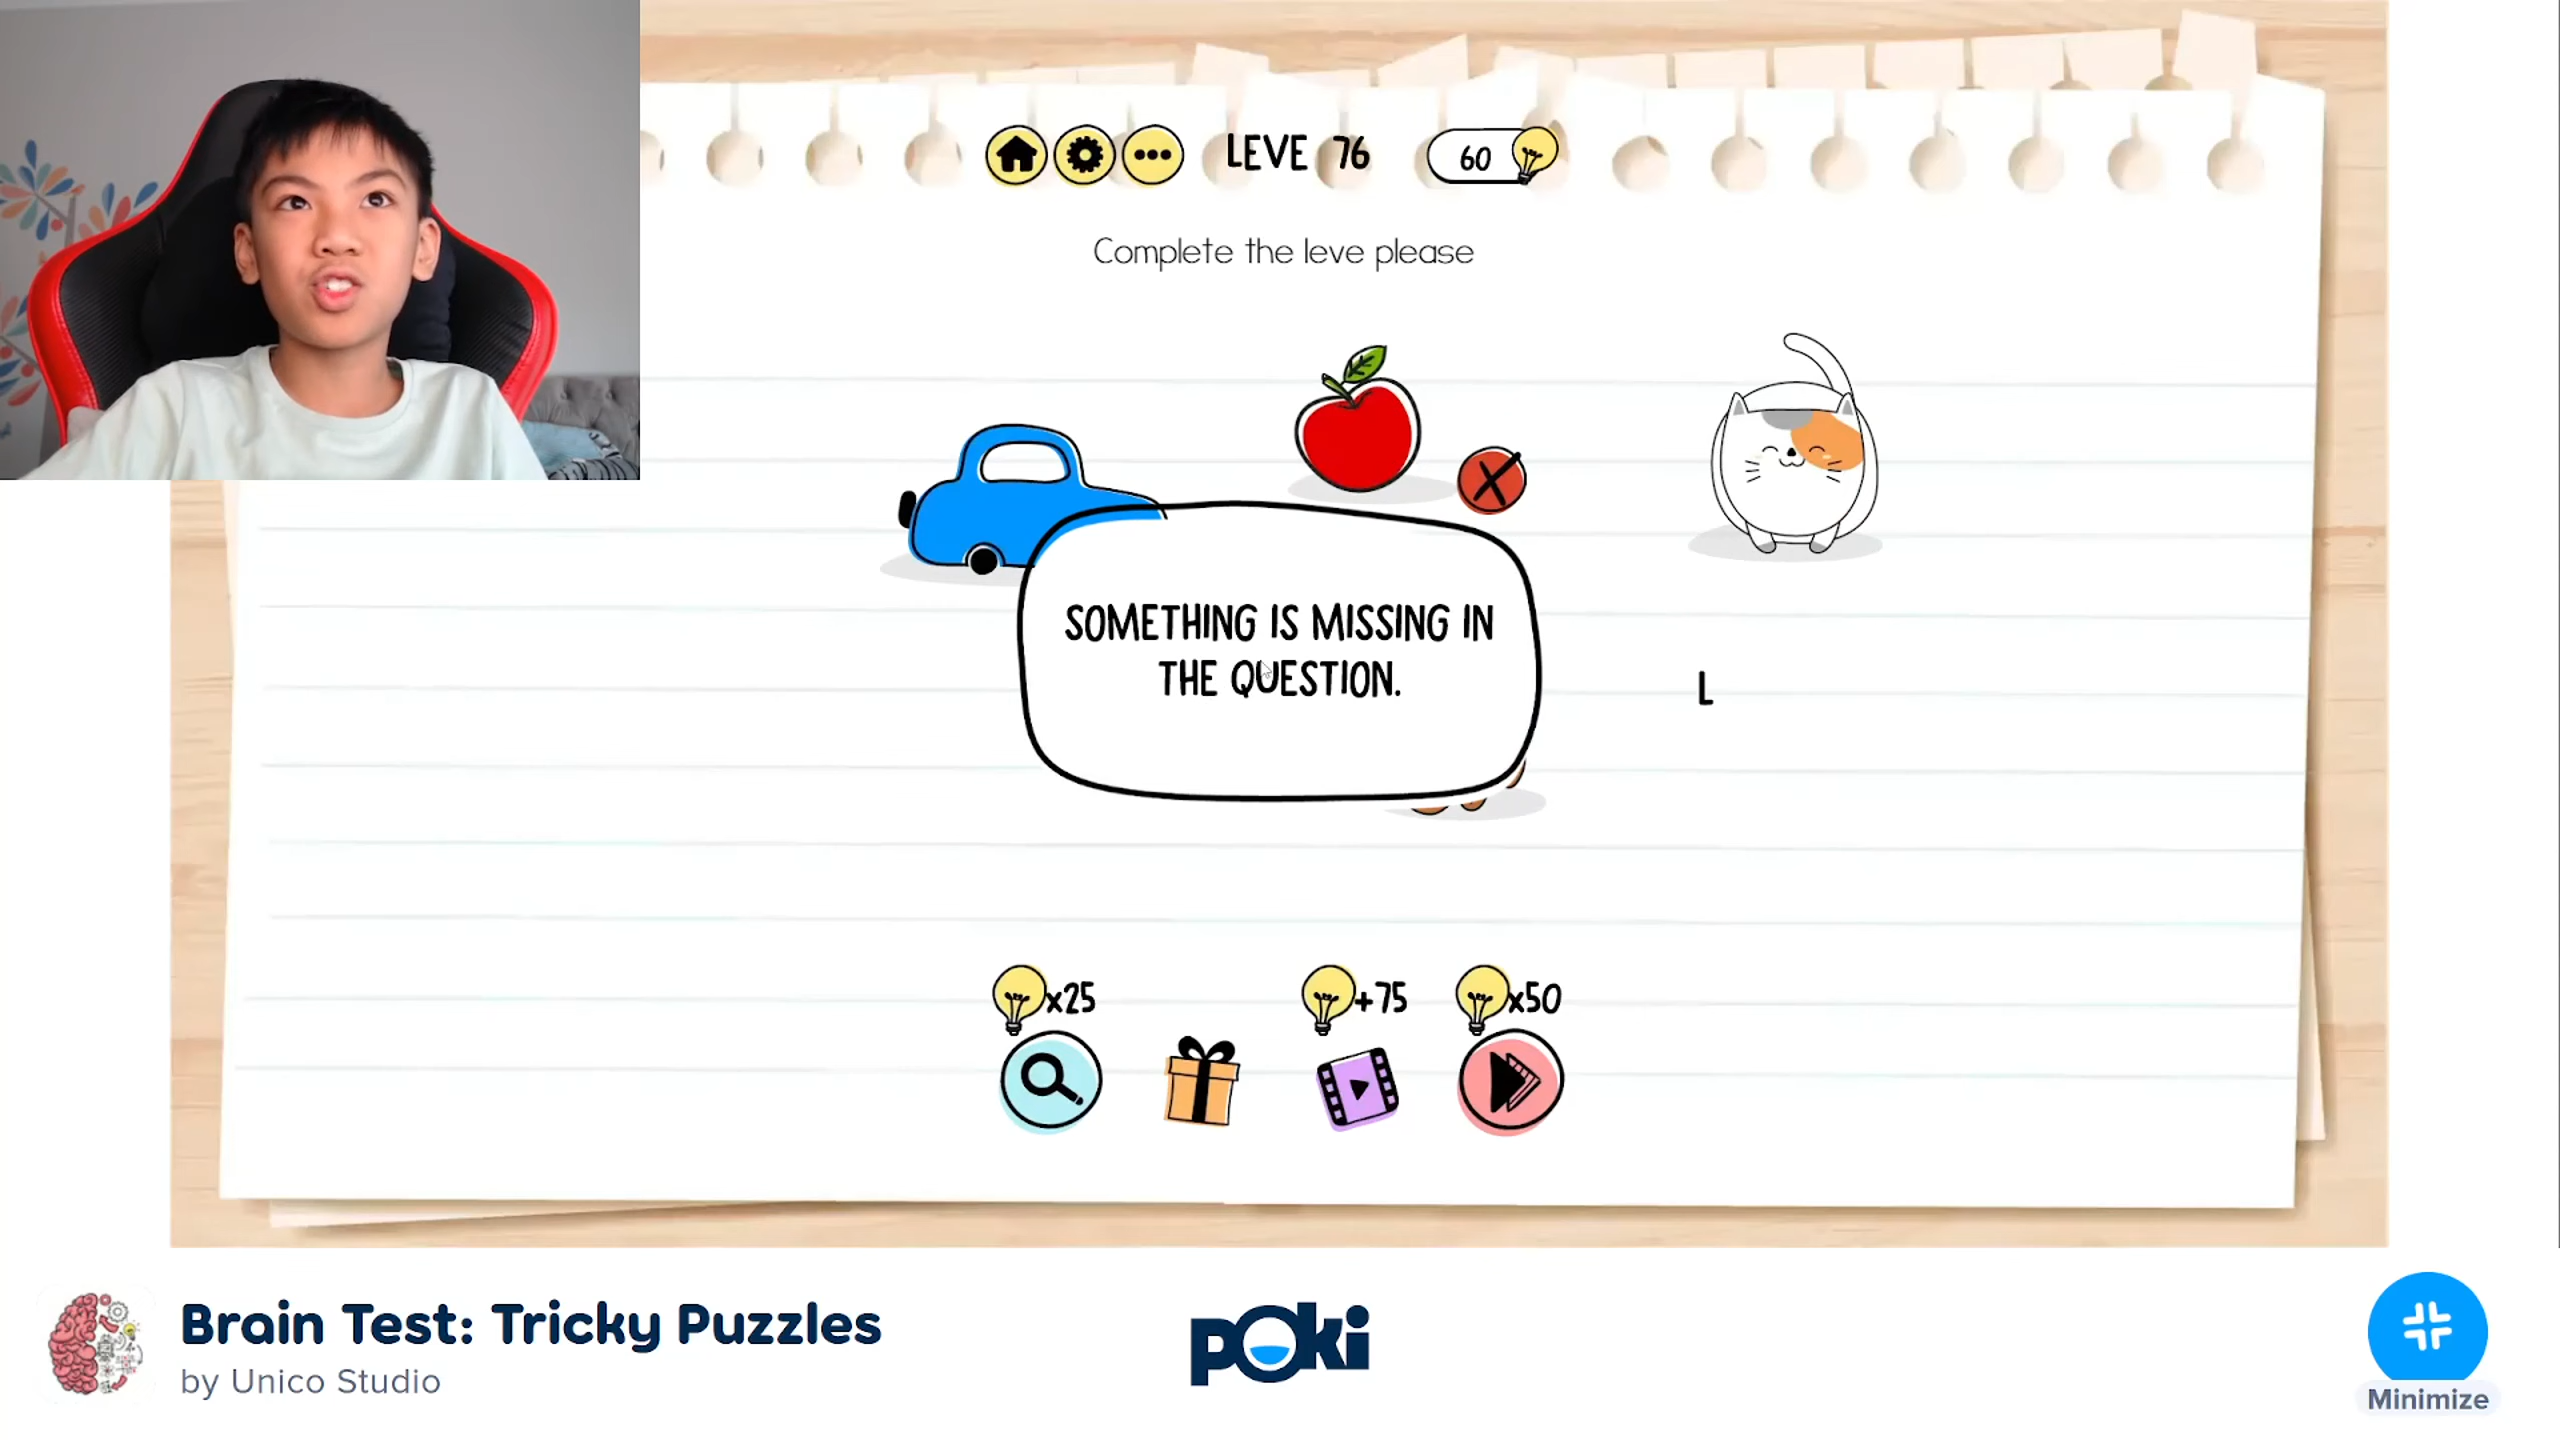 LEVE 76
60
Complete the leve please
SOMETHING IS MISSING IN
THE QUESTION.
L
x25
+75
x50
Brain Test: Tricky Puzzles
by Unico Studio
POKi
Minimize